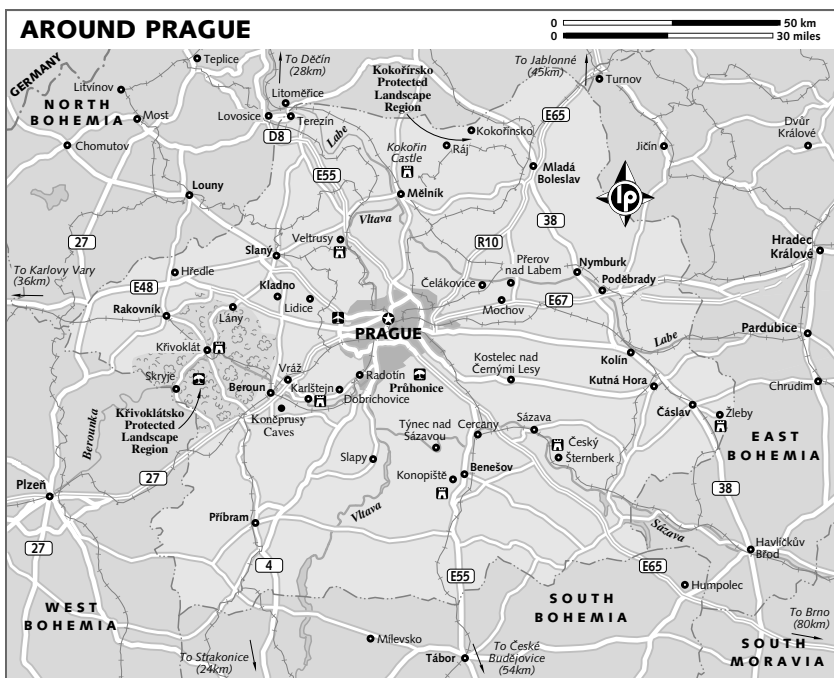 AROUND PRAGUE
0 50 km
0 30 miles
To Děčín
(28km)
To Jablonné
(45km)
Teplice
GERMANY
Litvínov
NORTH
BOHEMIA
Most
Chomutov
Litoměřice
Lovosice
Terezín
D8
Labe
Kokořínsko
Protected
Landscape
Region
Kokořínsko
Kokořín
Castle
Ráj
E65
Turnov
Jičín
Dvůr
Králové
Mladá
Boleslav
lp
Louny
E55
Mělník
Vltava
38
27
Slaný
Veltrusy
R10
Hradec
Králové
To Karlovy Vary
(36km)
Hředle
E48
Kladno
Lidice
Čelákovice
Přerov
nad Labem
Nymburk
Poděbrady
E67
Mochov
Rakovník
Lány
PRAGUE
Labe
Pardubice
Křivoklát
Skryje
Vráž
Beroun
Karlštejn
Radotín
Dobrichovice
Průhonice
Kostelec nad
Černými Lesy
Kolín
Kutná Hora
Chrudim
Křivoklátsko
Protected
Landscape
Region
Berounka
Koněprusy
Caves
Čáslav
Žleby
EAST
BOHEMIA
Týnec nad
Sázavou
Cercany
Sázava
Český
Šternberk
Slapy
Konopiště
Benešov
27
Plzeň
38
Příbram
Vltava
Sázava
27
4
Havlíčkův
Brod
E55
E65
Humpolec
WEST
BOHEMIA
SOUTH
BOHEMIA
To Brno
(80km)
Milevsko
SOUTH
MORAVIA
To Strakonice
(24km)
Tábor
To České
Budějovice
(54km)